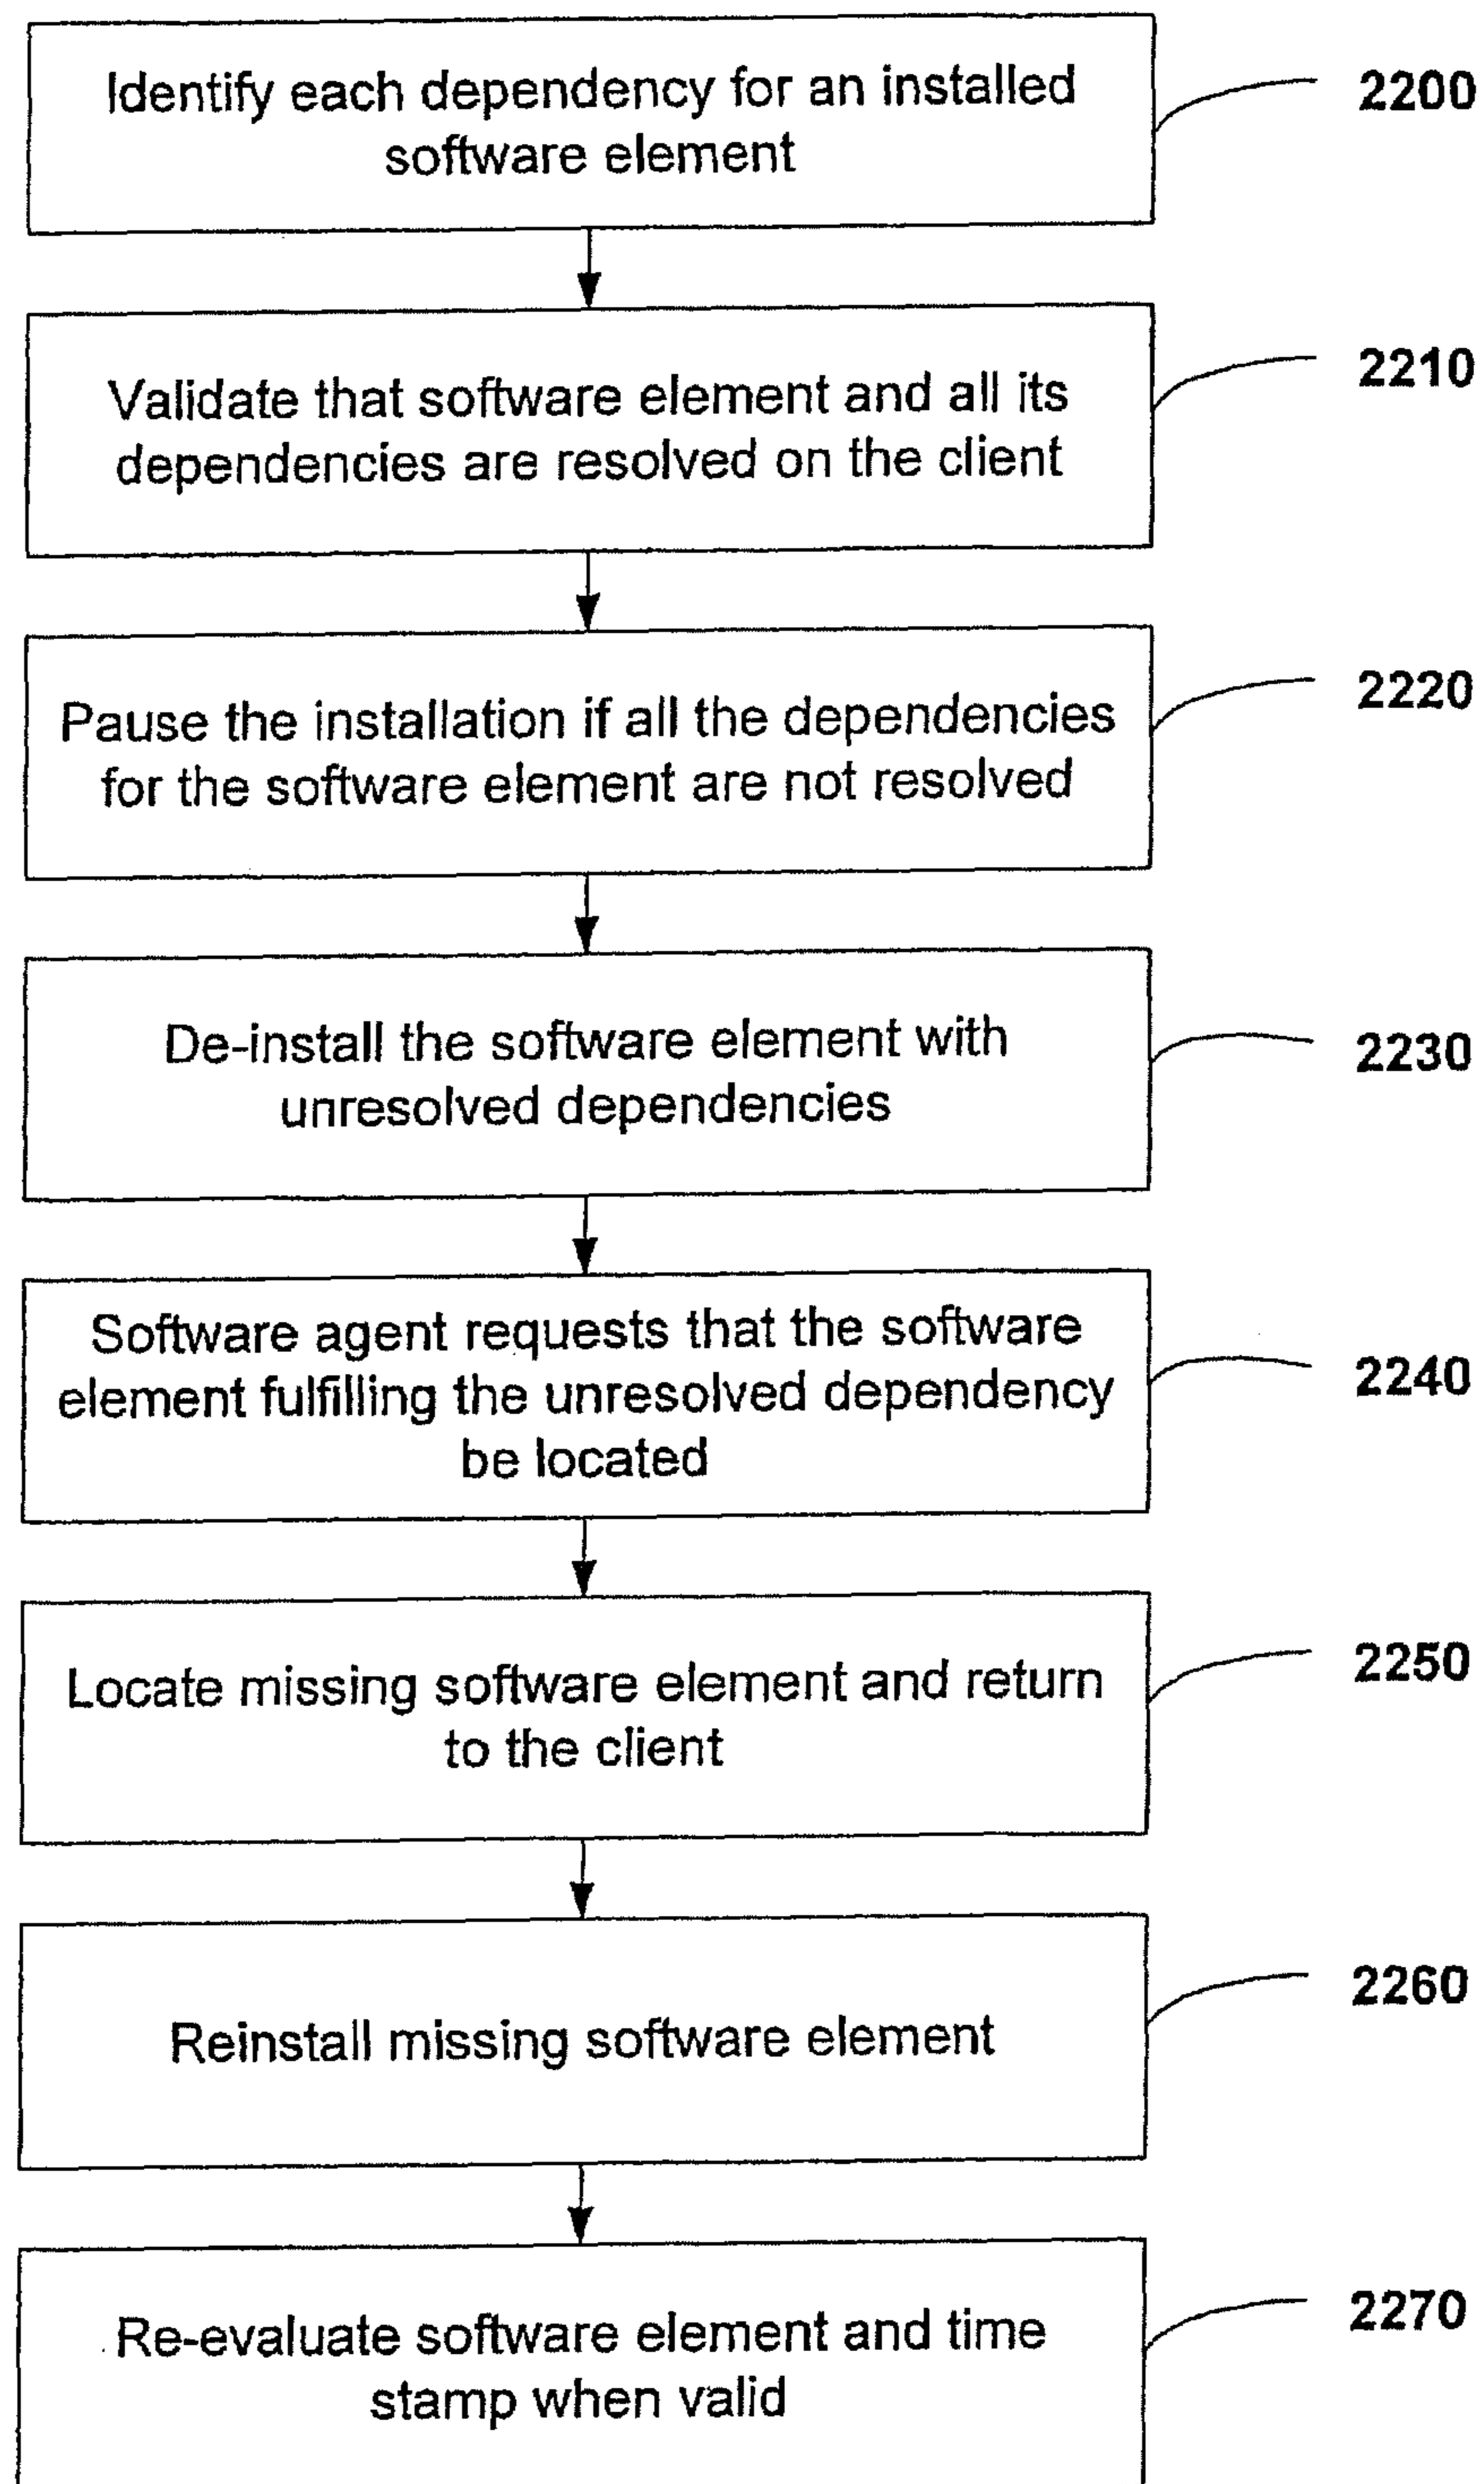 Identify each dependency for an installed
software element
2200
Validate that software element and all its
dependencies are resolved on the client
2210
Pause the installation if all the dependencies
for the software element are not resolved
2220
De-install the software element with
unresolved dependencies
2230
Software agent requests that the software
element fulfilling the unresolved dependency
be located
2240
Locate missing software element and return
to the client
2250
Reinstall missing software element
2260
Re-evaluate software element and time
stamp when valid
2270